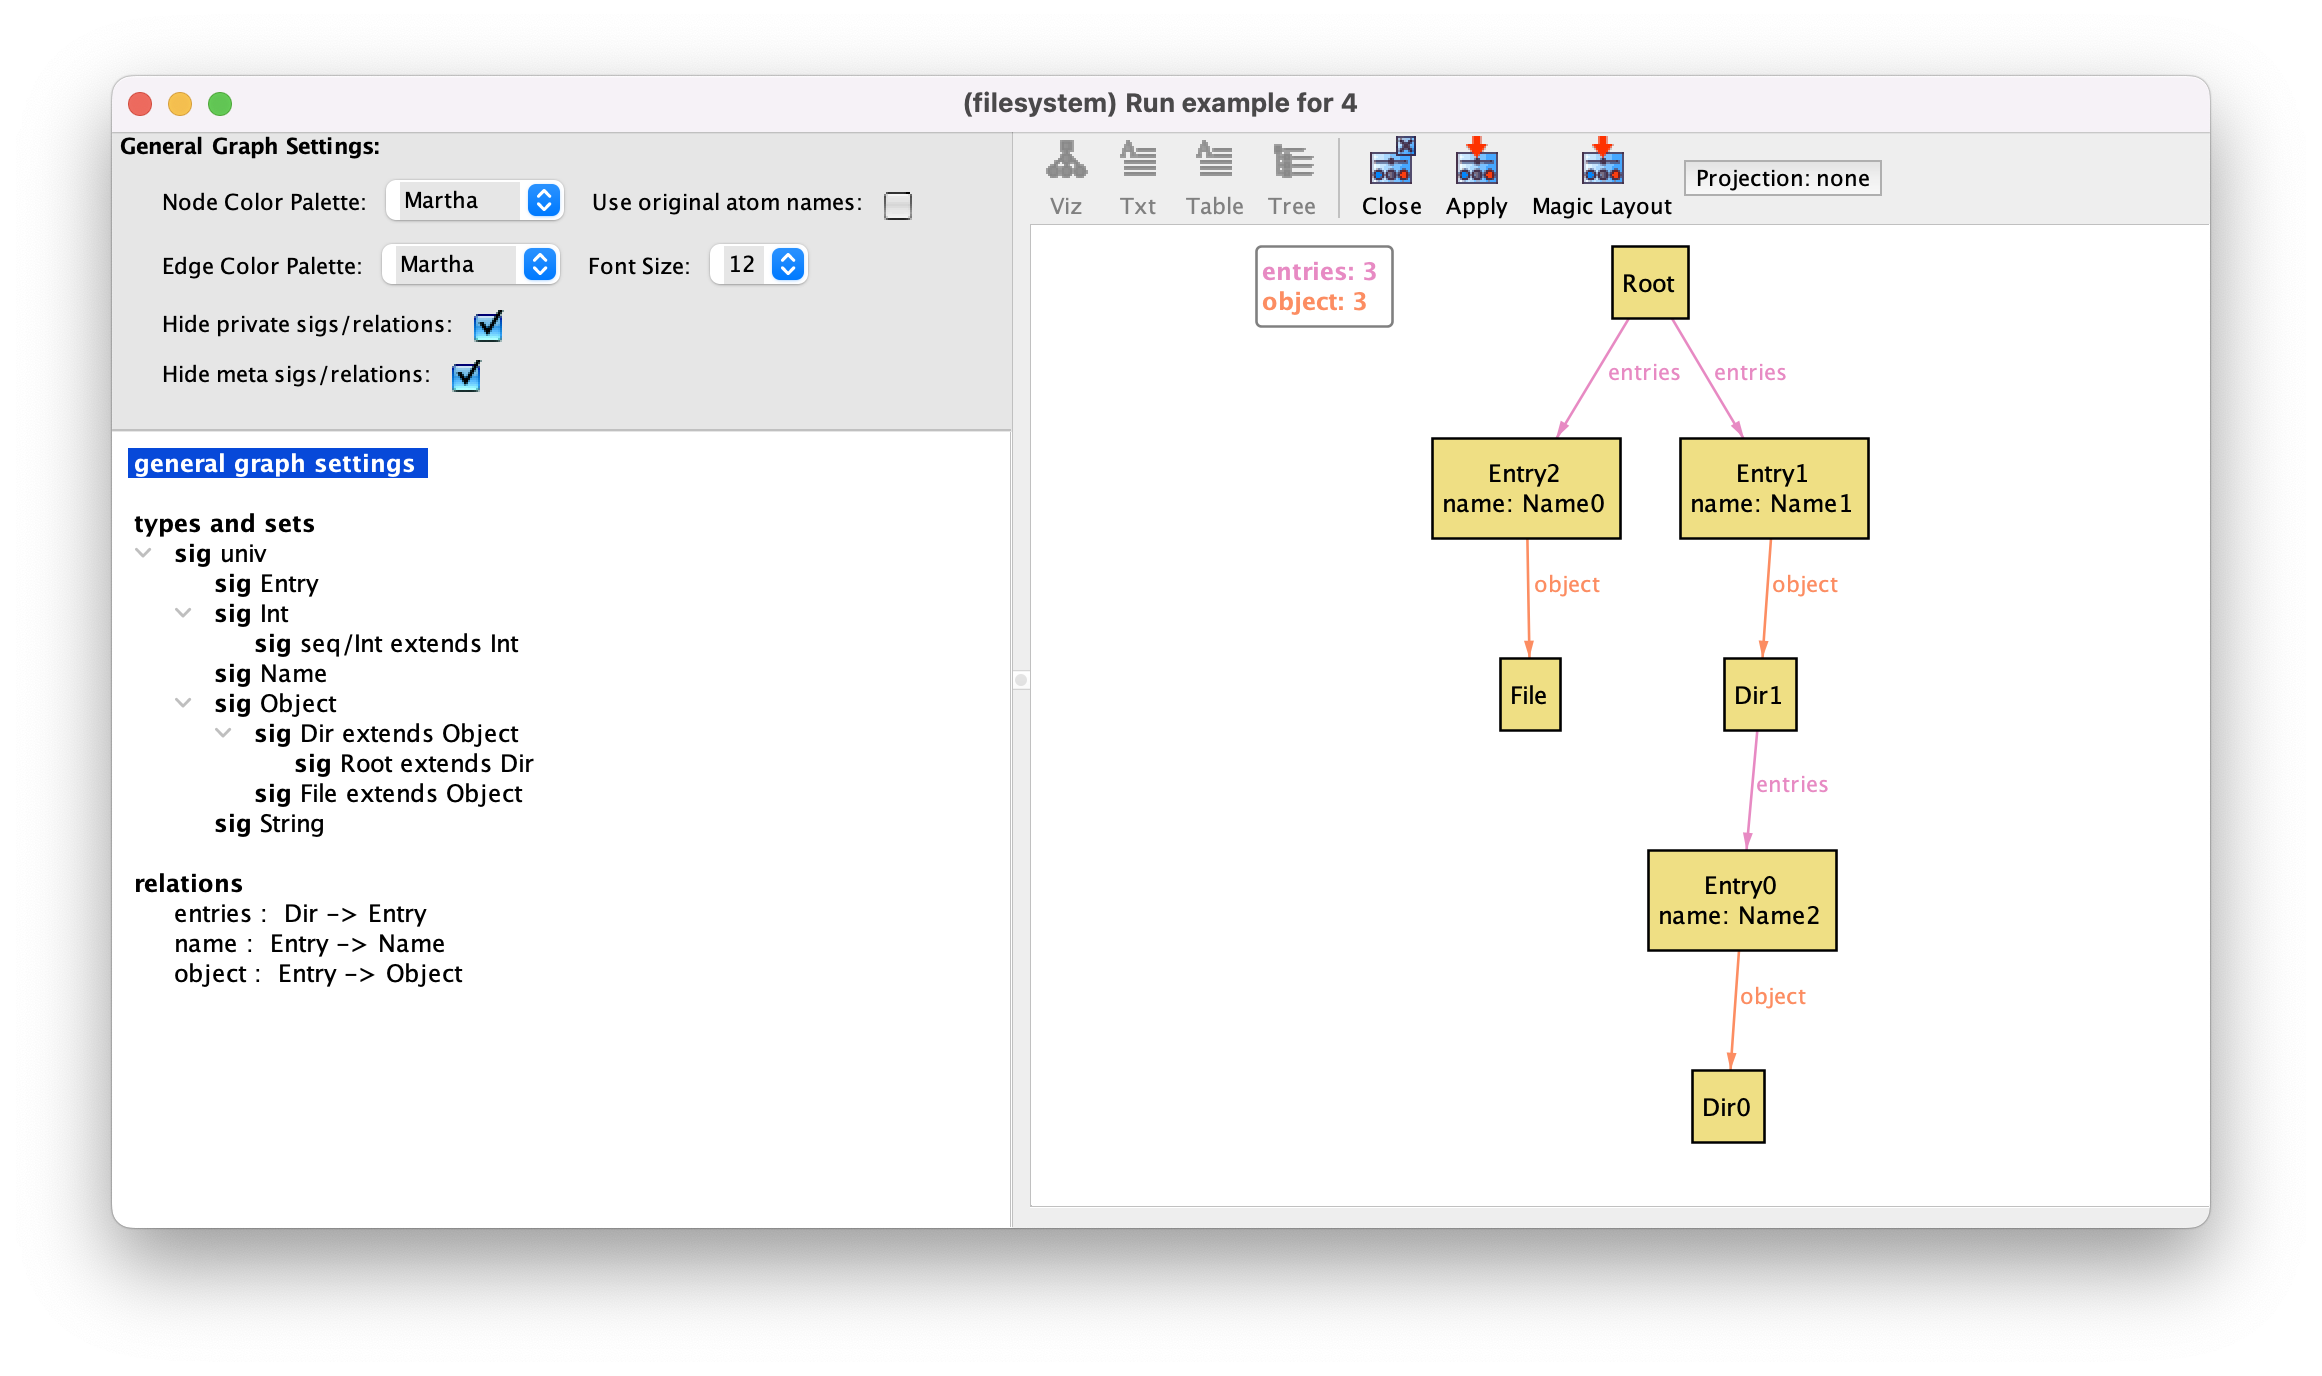 (filesystem) Run example for 4
General Graph Settings:
Node Color Palette: Martha Use original atom names:
Edge Color Palette: Martha Font Size: 12
Hide private sigs/relations:
Hide meta sigs/relations:
general graph settings
types and sets
sig univ
sig Entry
sig Int
sig seq/Int extends Int
sig Name
sig Object
sig Dir extends Object
sig Root extends Dir
sig File extends Object
sig String
relations
entries : Dir -> Entry
name : Entry -> Name
object : Entry -> Object
Viz Txt Table Tree Close Apply Magic Layout Projection: none
entries: 3
object: 3
Root
entries entries
Entry2
name: Name0
Entry1
name: Name1
object object
File Dir1
entries
Entry0
name: Name2
object
Dir0